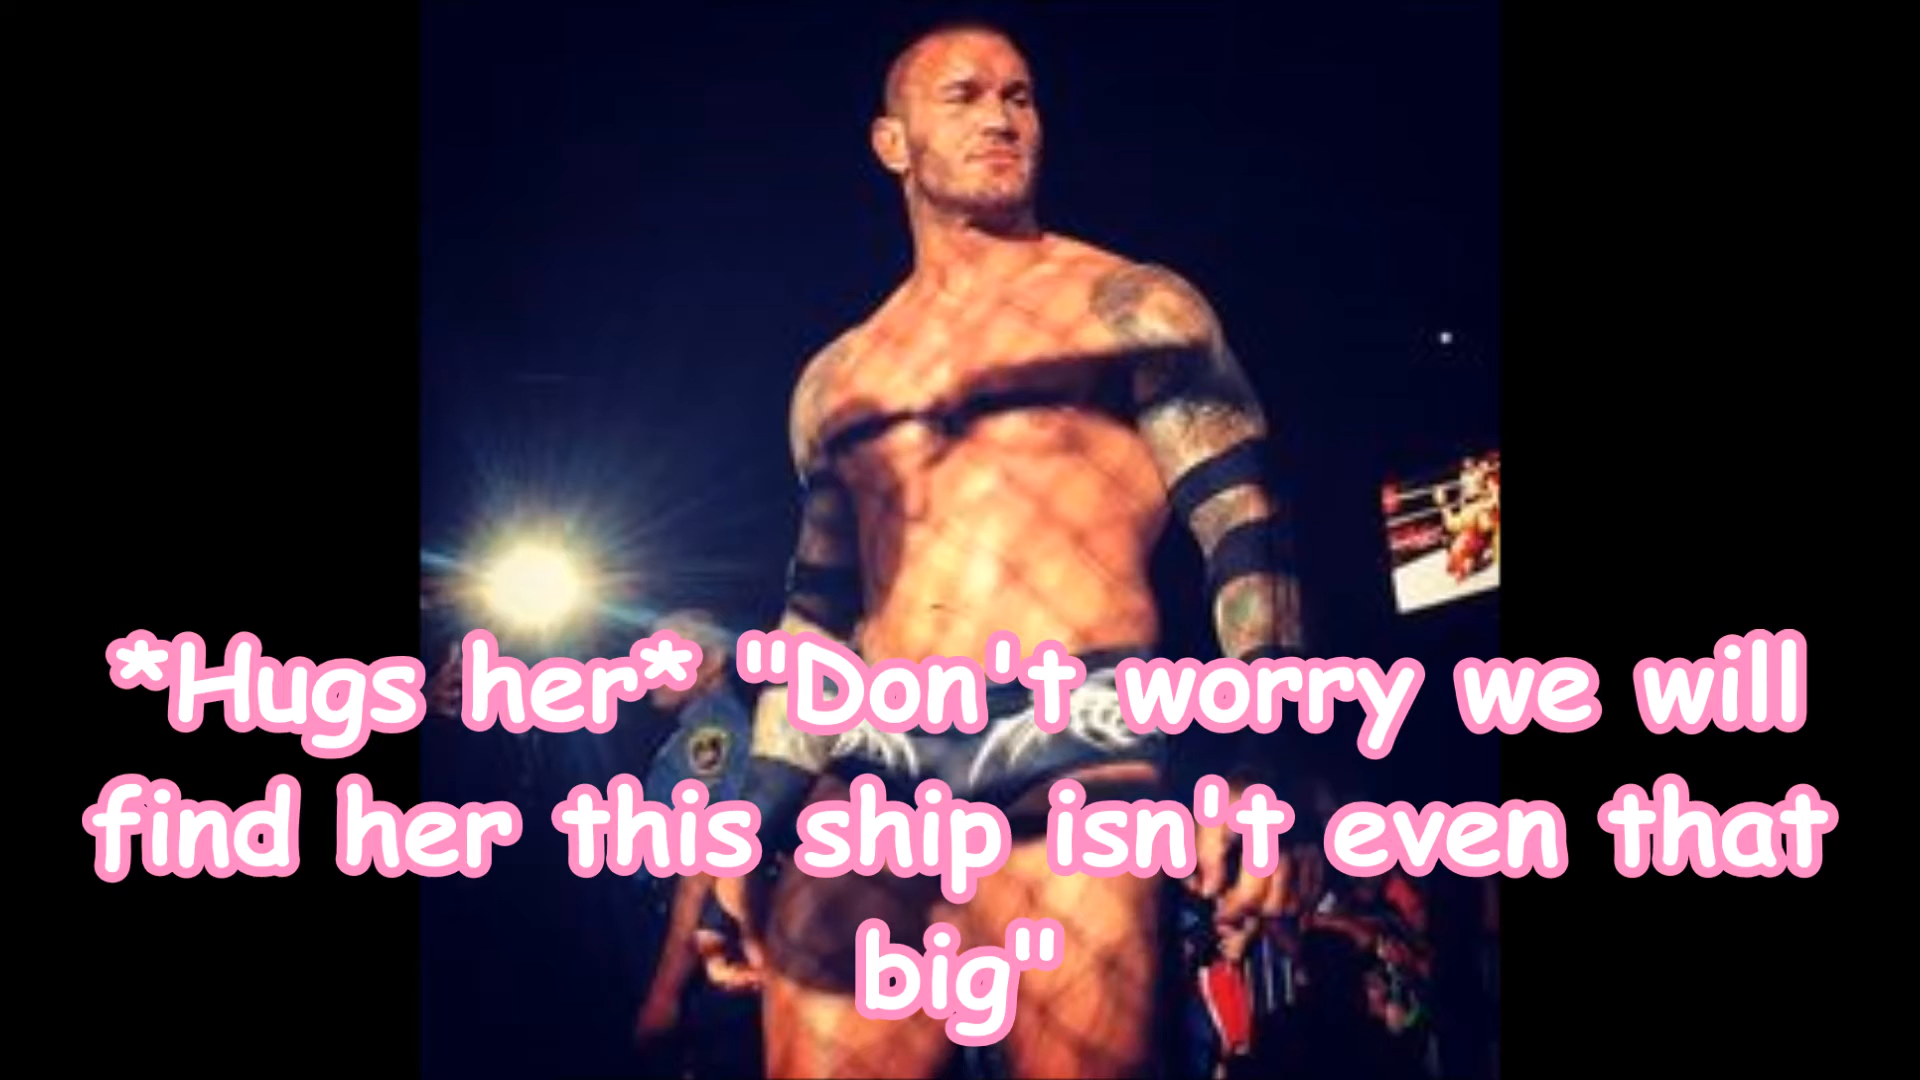 *Hugs her* "Don't worry we will
find her this ship isn't even that
big"